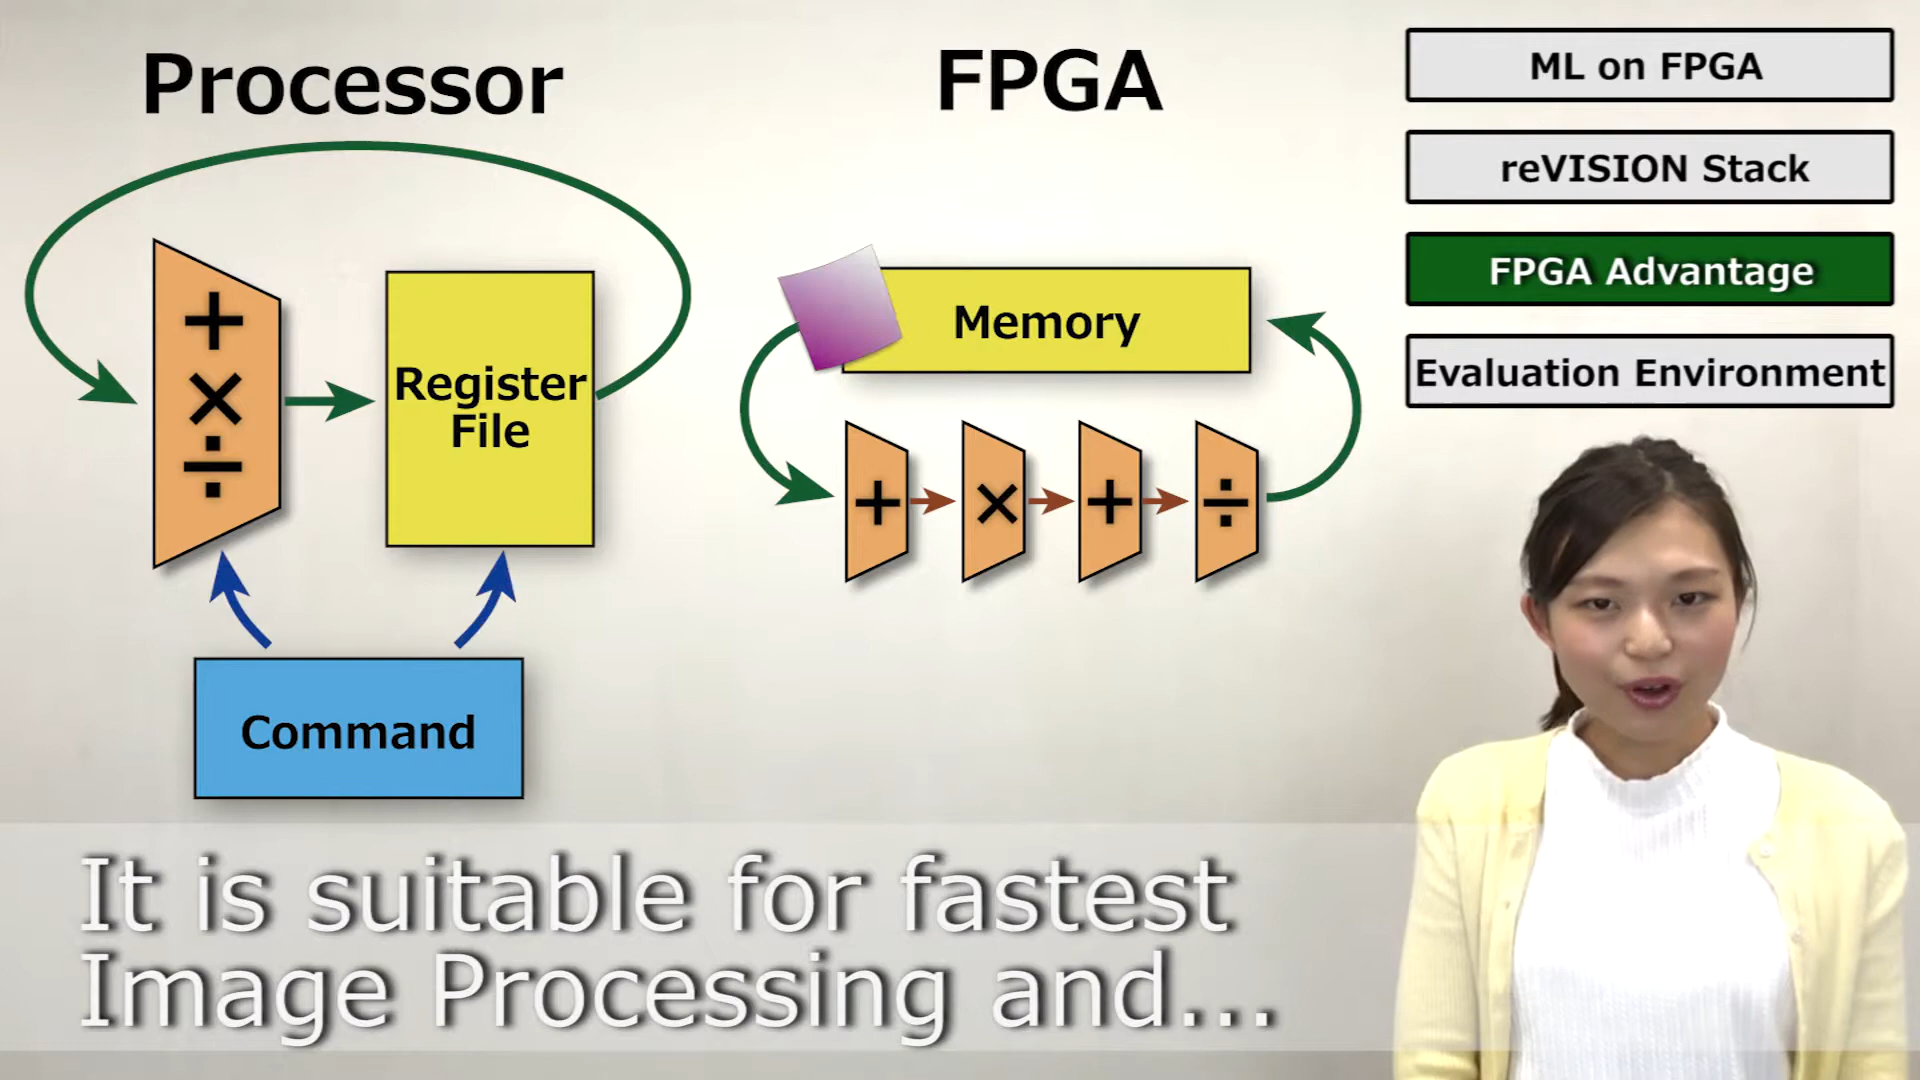 Processor
FPGA
ML on FPGA
reVISION Stack
FPGA Advantage
Evaluation Environment
+
×
÷
Register
File
Command
Memory
+ × + ÷
It is suitable for fastest
Image Processing and...